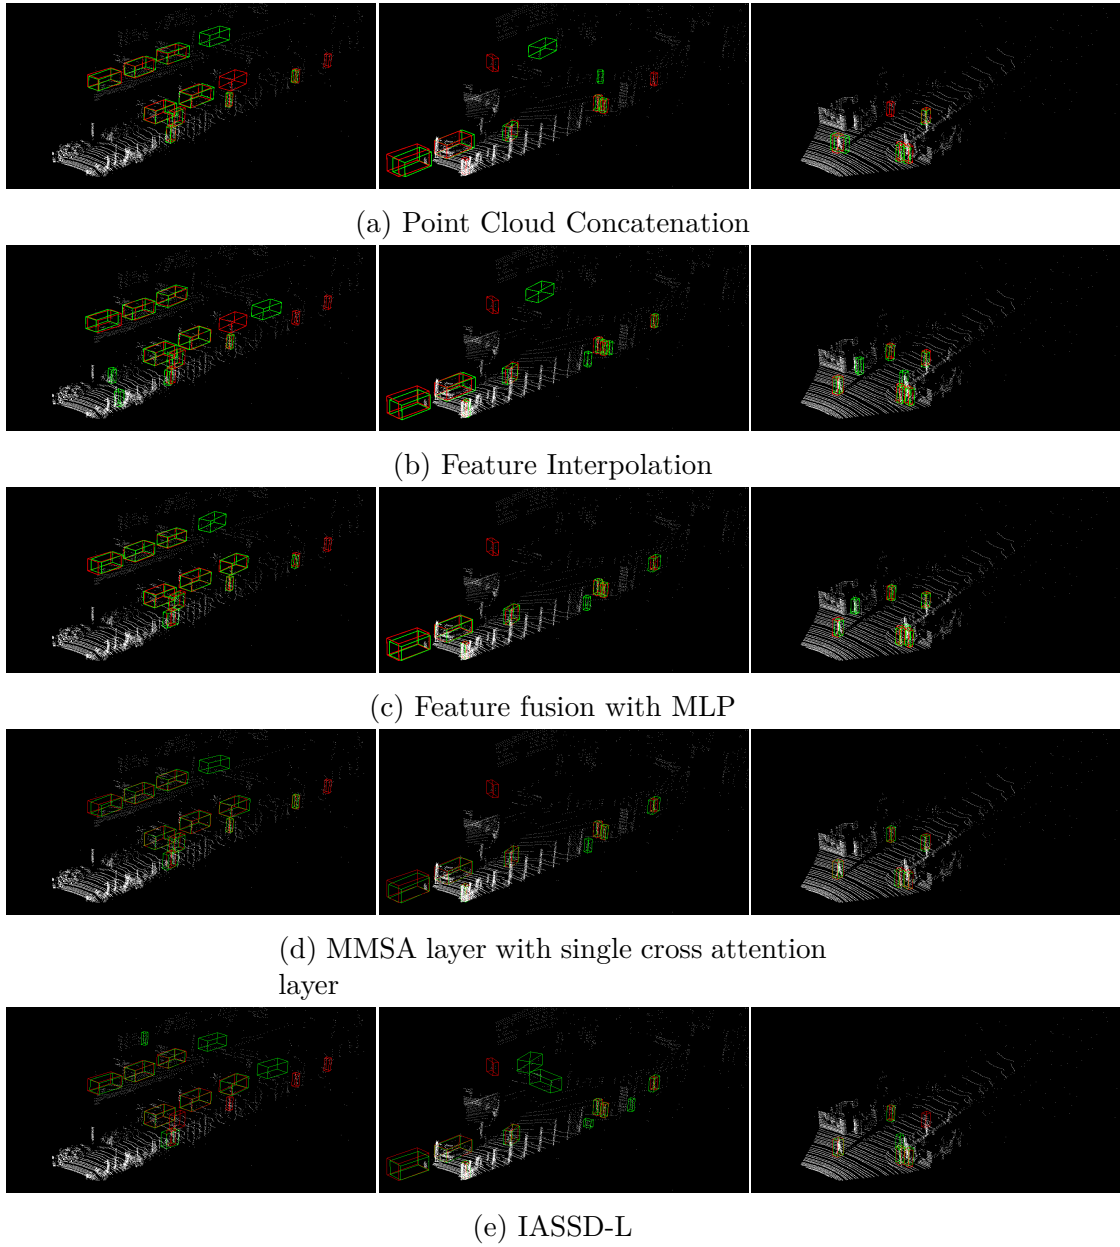 (a) Point Cloud Concatenation
(b) Feature Interpolation
(c) Feature fusion with MLP
(d) MMSA layer with single cross attention
layer
(e) IASSD-L